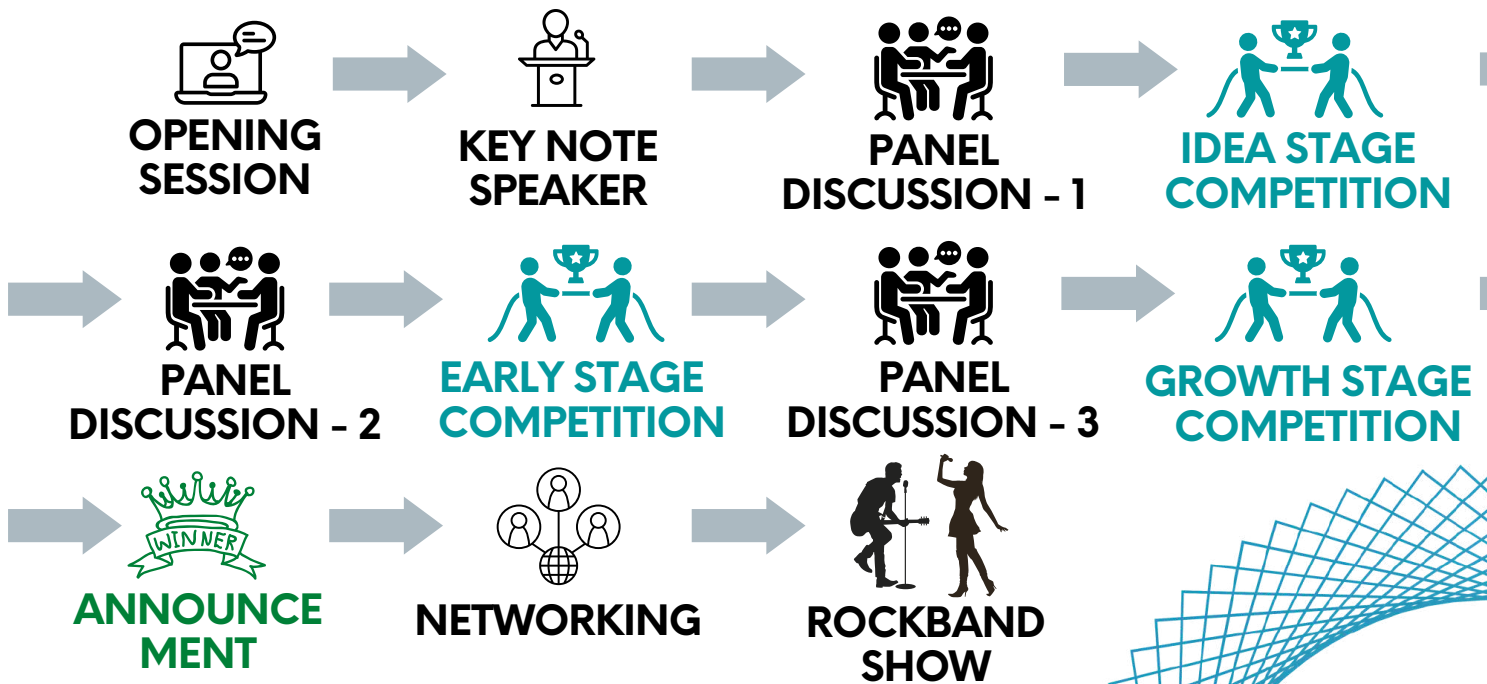 OPENING
SESSION
KEY NOTE
SPEAKER
PANEL
DISCUSSION - 1
IDEA STAGE
COMPETITION
PANEL
DISCUSSION - 2
EARLY STAGE
COMPETITION
PANEL
DISCUSSION - 3
GROWTH STAGE
COMPETITION
WINNER
ANNOUNCE
MENT
NETWORKING
ROCKBAND
SHOW